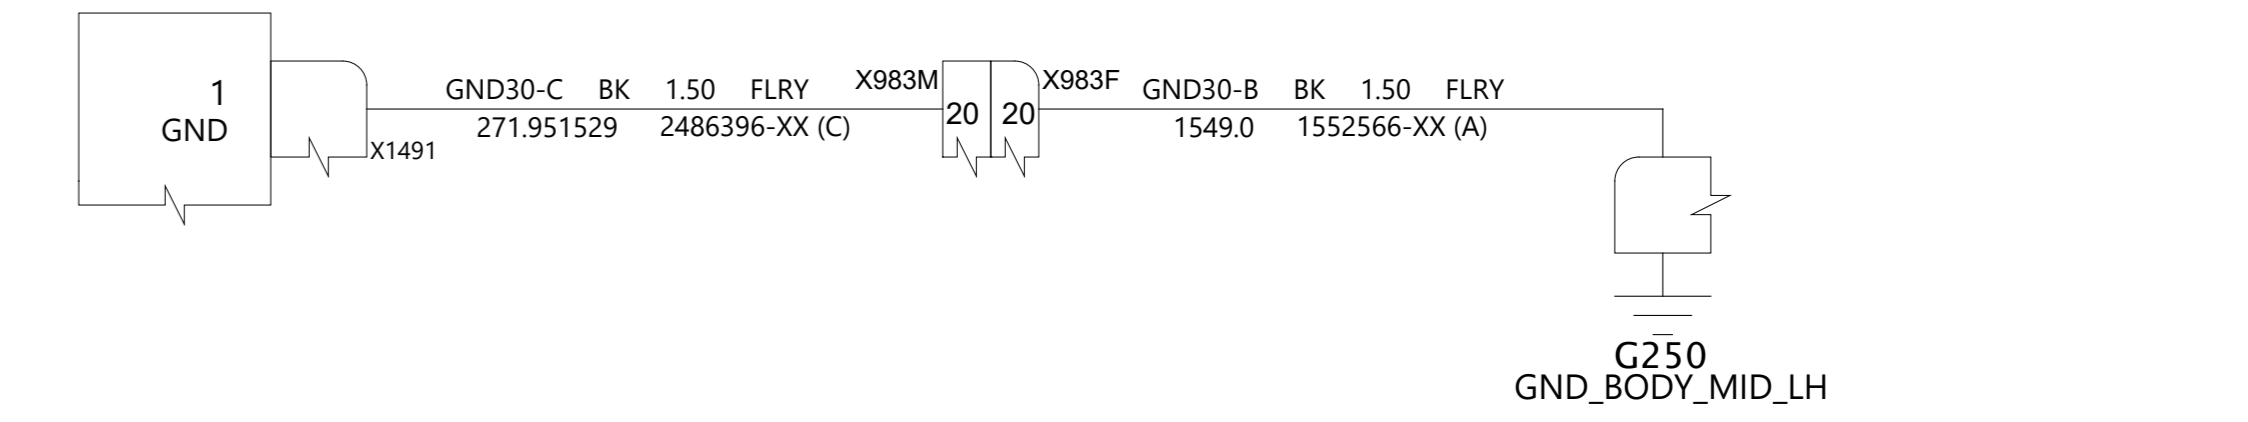 1
GND
X1491
GND30-C BK 1.50 FLRY
271.951529 2486396-XX (C)
X983M
20
20
X983F
GND30-B BK 1.50 FLRY
1549.0 1552566-XX (A)
G250
GND_BODY_MID_LH